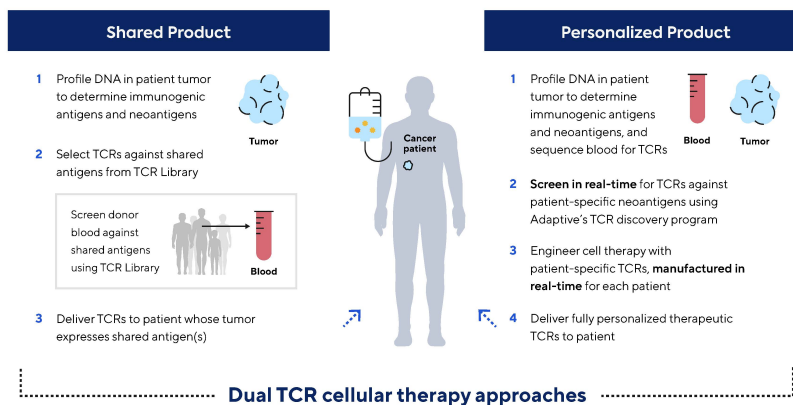 Shared Product
1 Profile DNA in patient tumor
to determine immunogenic
antigens and neoantigens
Tumor
2 Select TCRs against shared
antigens from TCR Library
Screen donor
blood against
shared antigens
using TCR Library
Blood
3 Deliver TCRs to patient whose tumor
expresses shared antigen(s)
Cancer
patient
Personalized Product
1 Profile DNA in patient
tumor to determine
immunogenic antigens
and neoantigens, and
sequence blood for TCRs
Blood
Tumor
2 Screen in real-time for TCRs against
patient-specific neoantigens using
Adaptive's TCR discovery program
3 Engineer cell therapy with
patient-specific TCRs, manufactured in
real-time for each patient
4 Deliver fully personalized therapeutic
TCRs to patient
Dual TCR cellular therapy approaches